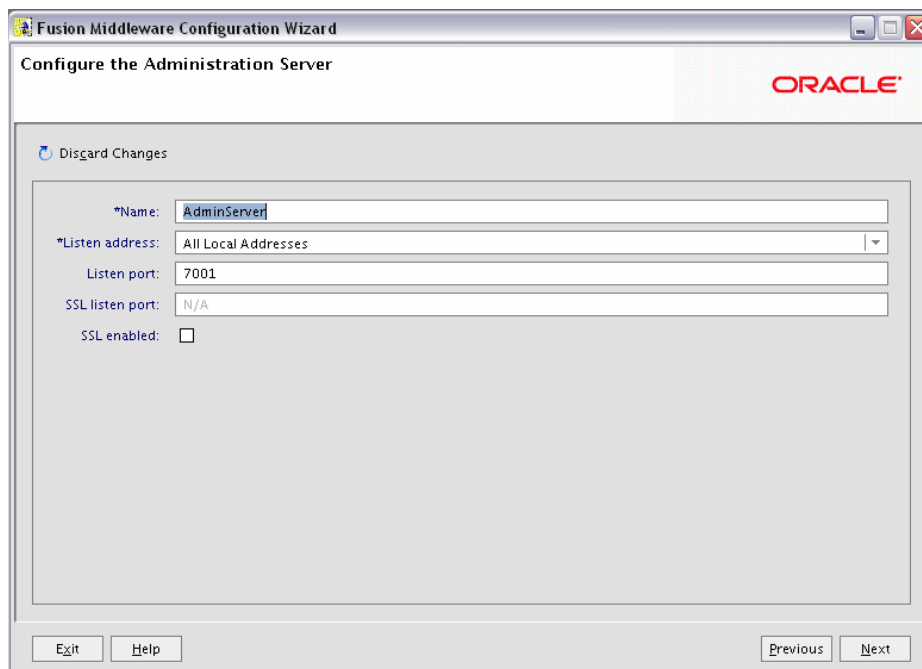 Fusion Middleware Configuration Wizard
Configure the Administration Server
ORACLE
Discard Changes
*Name: AdminServer
*Listen address: All Local Addresses
Listen port: 7001
SSL listen port: N/A
SSL enabled:
Exit Help Previous Next